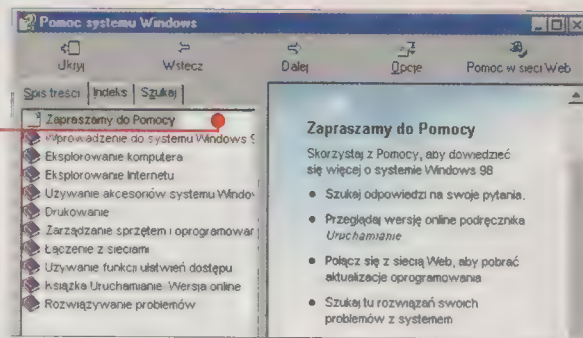 Pomoc systemu Windows
Ukryj Wstecz Dalej Opcje Pomoc w sieci Web
Spis treści Indeks Szukaj
Zapraszamy do Pomocy
Wprowadzenie do systemu Windows 9
Eksplorowanie komputera
Eksplorowanie Internetu
Używanie akcesoriów systemu Window
Drukowanie
Zarządzanie sprzętem i oprogramowar
Łączenie z sieciami
Używanie funkcji ułatwień dostępu
Książka Uruchamianie Wersja online
Rozwiązywanie problemów
Zapraszamy do Pomocy
Skorzystaj z Pomocy, aby dowiedzieć
się więcej o systemie Windows 98
Szukaj odpowiedzi na swoje pytania.
Przeglądaj wersję online podręcznika
Uruchamianie
Połącz się z siecią Web, aby pobrać
aktualizacje oprogramowania
Szukaj tu rozwiązań swoich
problemów z systemem